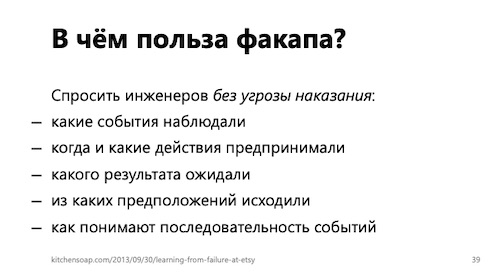 В чём польза факапа?
Спросить инженеров без угрозы наказания:
— какие события наблюдали
— когда и какие действия предпринимали
— какого результата ожидали
— из каких предположений исходили
— как понимают последовательность событий
kitchensoap.com/2013/09/30/learning-from-failure-at-etsy 39